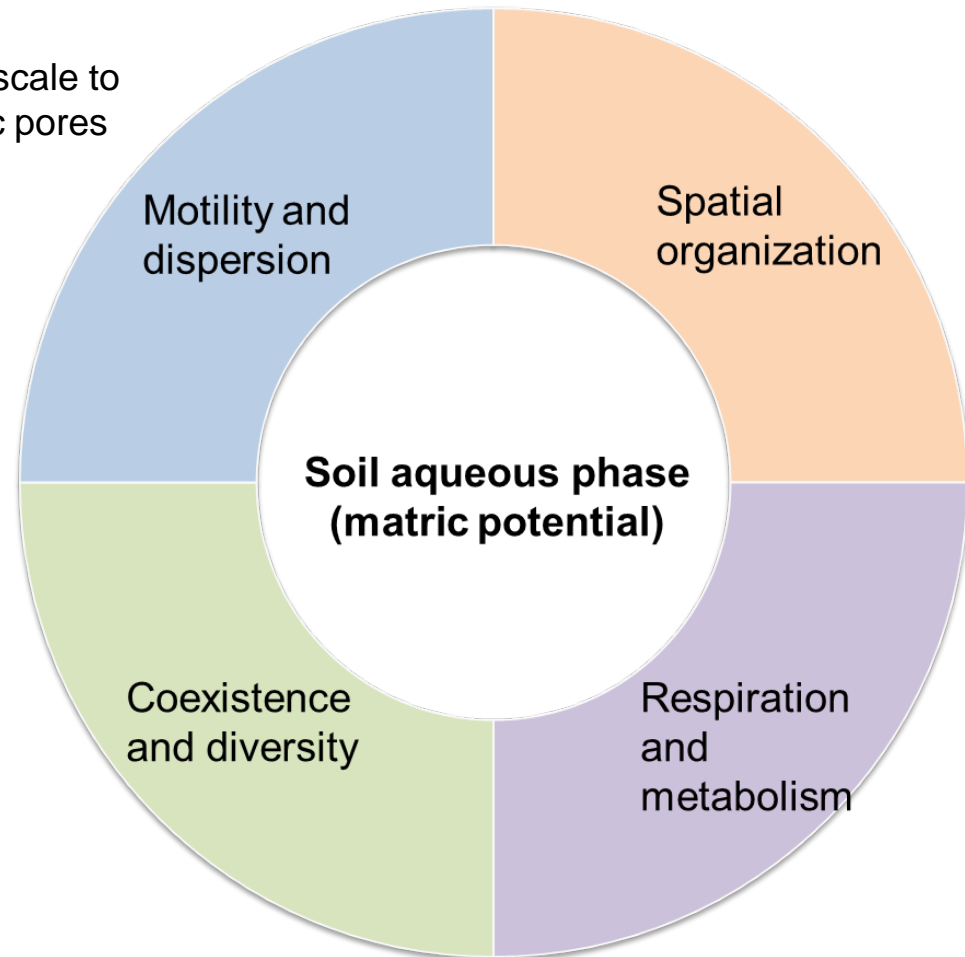 scale to
c pores
Motility and
dispersion
Spatial
organization
Soil aqueous phase
(matric potential)
Coexistence
and diversity
Respiration
and
metabolism